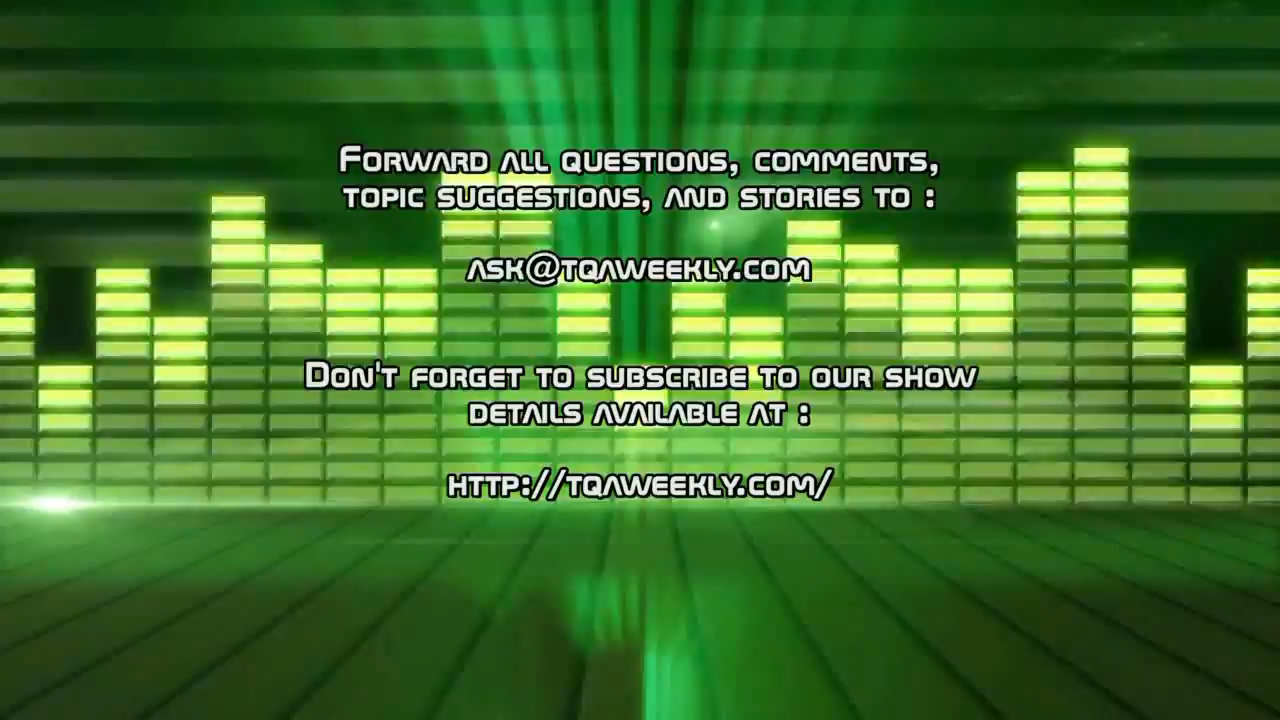 Forward all questions, comments,
topic suggestions, and stories to :
ask@tqaweekly.com
Don't forget to subscribe to our show
details available at :
http://tqaweekly.com/